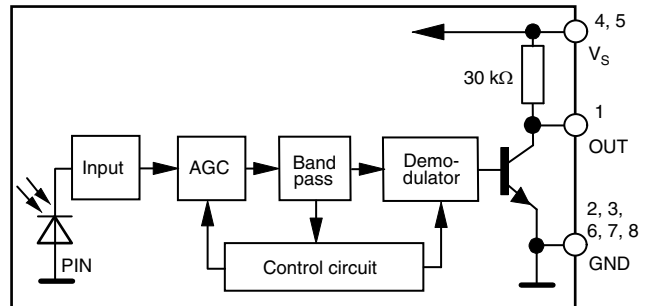 4, 5
V_S
30 kΩ
1
OUT
Input
AGC
Band
pass
Demo-
dulator
2, 3,
6, 7, 8
GND
PIN
Control circuit